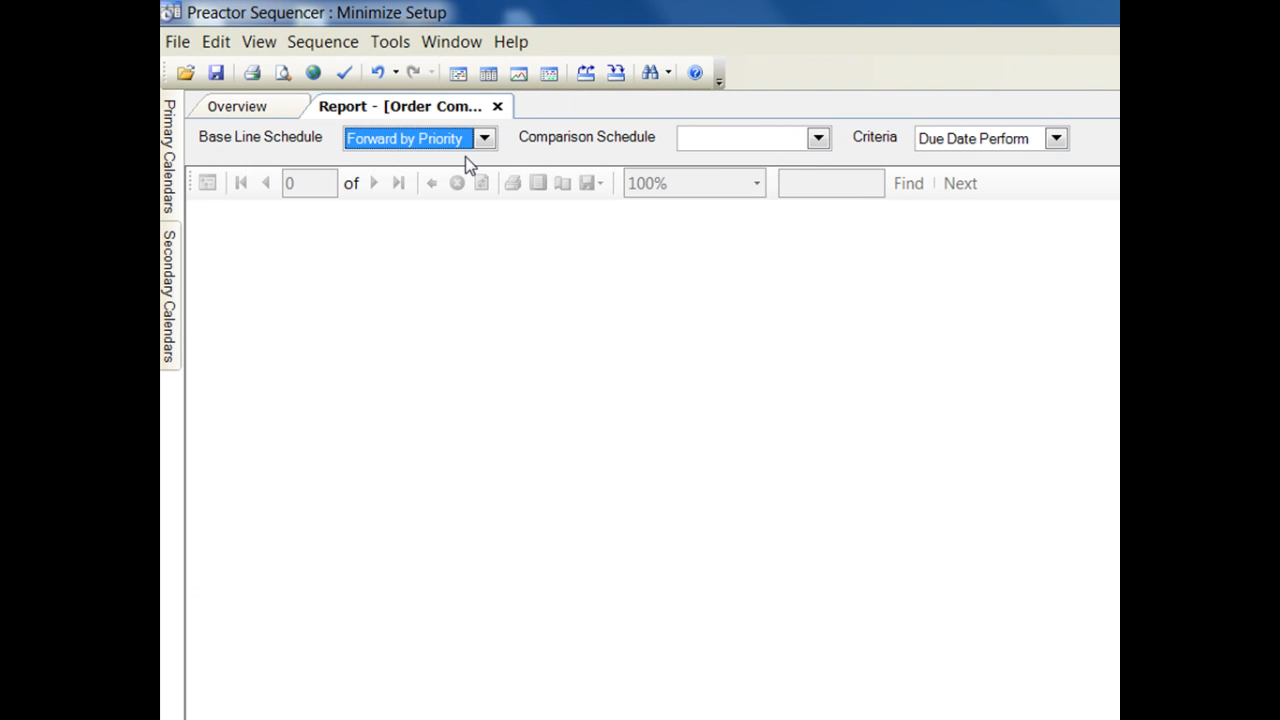 Preactor Sequencer : Minimize Setup
File Edit View Sequence Tools Window Help
Overview Report - [Order Com... ×
Base Line Schedule Forward by Priority Comparison Schedule Criteria Due Date Perform
0 of 100% Find Next
Primary Calendars
Secondary Calendars